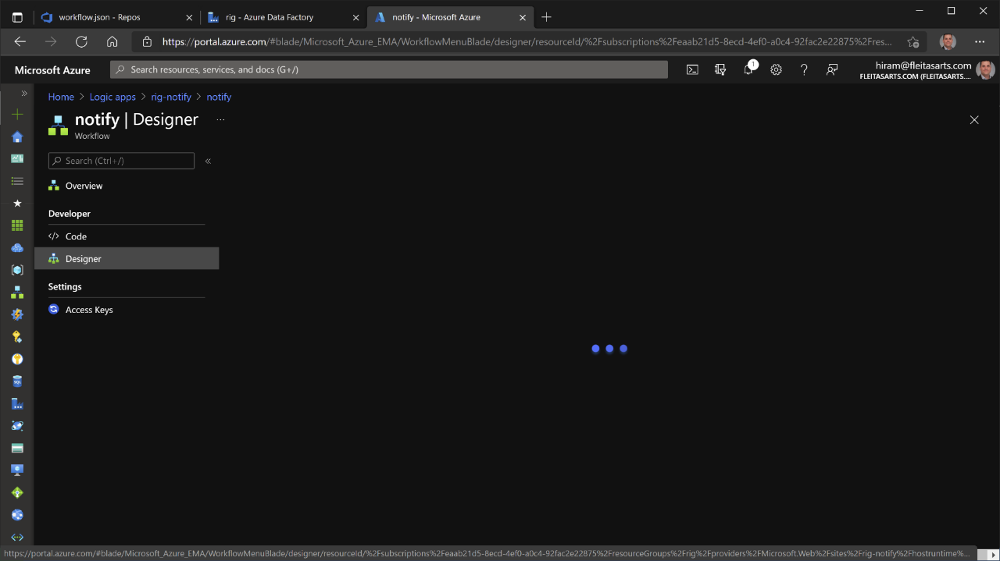 workflow.json - Repos
rig - Azure Data Factory
notify - Microsoft Azure
https://portal.azure.com/#blade/Microsoft_Azure_EMA/WorkflowMenuBlade/designer/resourceId/%2Fsubscriptions%2Feaab21d5-8ecd-4ef0-a0c4-92fac2e22875%2Fres...
Microsoft Azure
Search resources, services, and docs (G+/)
1
hiram@fleitasarts.com
FLEITASARTS.COM (FLEITASARTS....
Home > Logic apps > rig-notify > notify
notify | Designer ...
Workflow
Search (Ctrl+/)
Overview
Developer
Code
Designer
Settings
Access Keys
SQL
https://portal.azure.com/#blade/Microsoft_Azure_EMA/WorkflowMenuBlade/designer/resourceId/%2Fsubscriptions%2Feaab21d5-8ecd-4ef0-a0c4-92fac2e22875%2FresourceGroups%2Frig%2Fproviders%2FMicrosoft.Web%2Fsites%2Frig-notify%2Fhostruntime%...